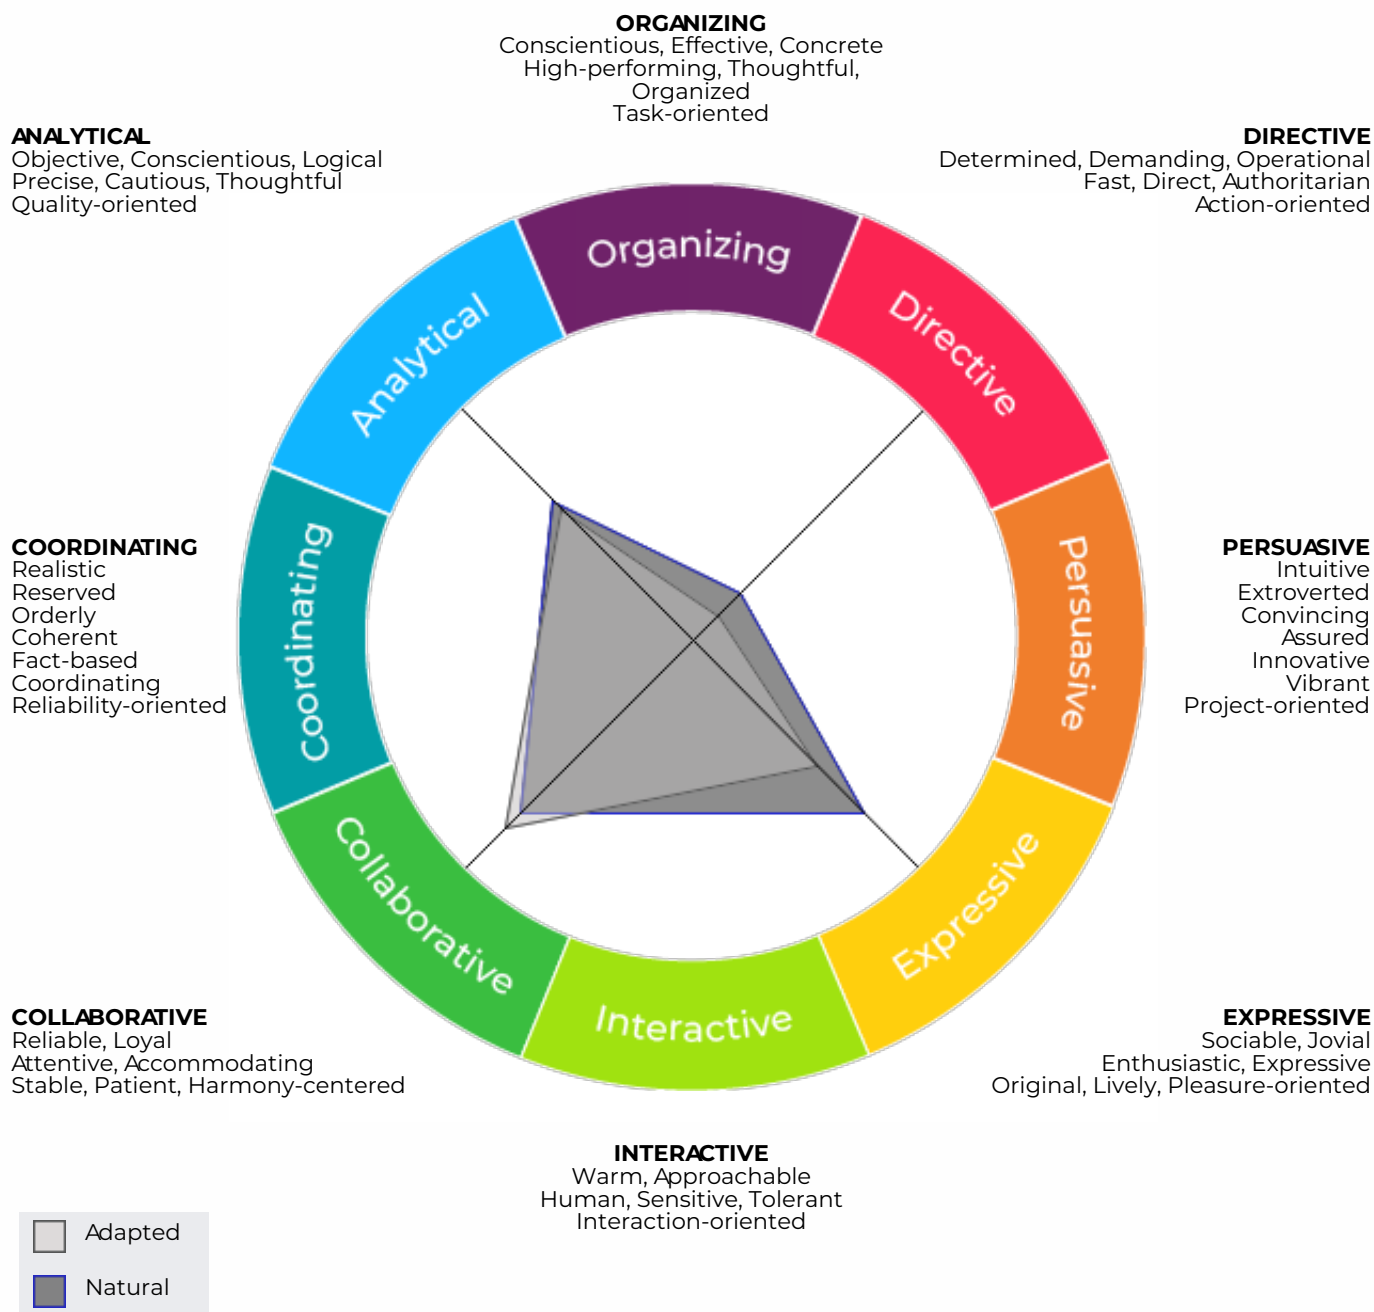 ORGANIZING
Conscientious, Effective, Concrete
High-performing, Thoughtful,
Organized
Task-oriented
ANALYTICAL
Objective, Conscientious, Logical
Precise, Cautious, Thoughtful
Quality-oriented
DIRECTIVE
Determined, Demanding, Operational
Fast, Direct, Authoritarian
Action-oriented
Organizing
Analytical
Directive
COORDINATING
Realistic
Reserved
Orderly
Coherent
Fact-based
Coordinating
Reliability-oriented
Coordinating
Persuasive
PERSUASIVE
Intuitive
Extroverted
Convincing
Assured
Innovative
Vibrant
Project-oriented
Collaborative
Interactive
Expressive
COLLABORATIVE
Reliable, Loyal
Attentive, Accommodating
Stable, Patient, Harmony-centered
EXPRESSIVE
Sociable, Jovial
Enthusiastic, Expressive
Original, Lively, Pleasure-oriented
INTERACTIVE
Warm, Approachable
Human, Sensitive, Tolerant
Interaction-oriented
Adapted
Natural